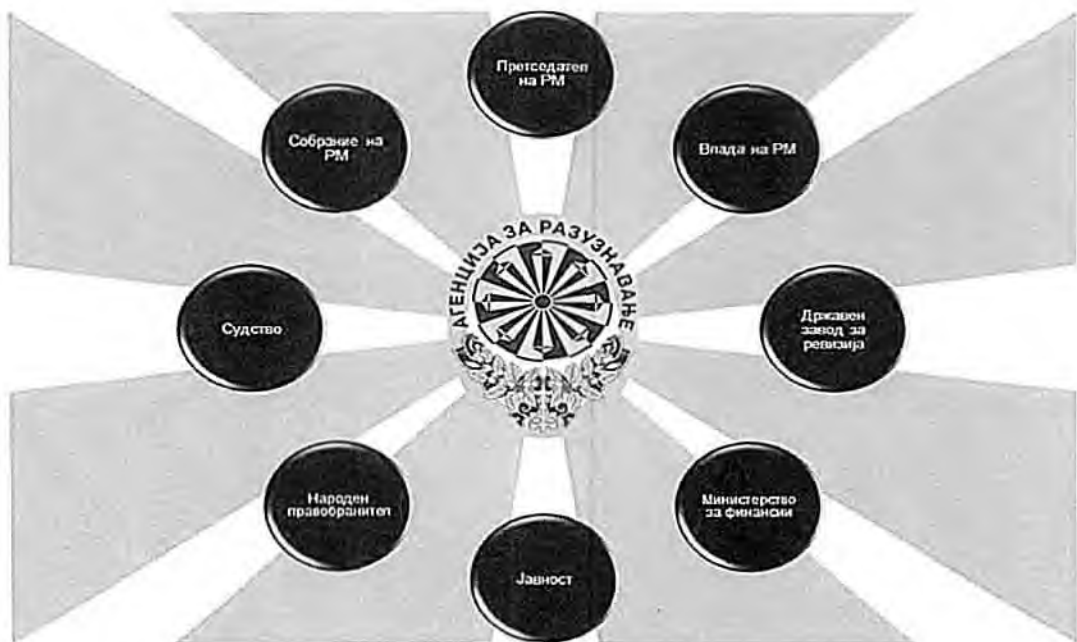 Претседател
на РМ
Собрание на
РМ
Влада на РМ
АГЕНЦИЈА ЗА РАЗУЗНАВАЊЕ
Судство
Државен
завод за
ревизија
Народен
правобранител
Министерство
за финансии
Јавност